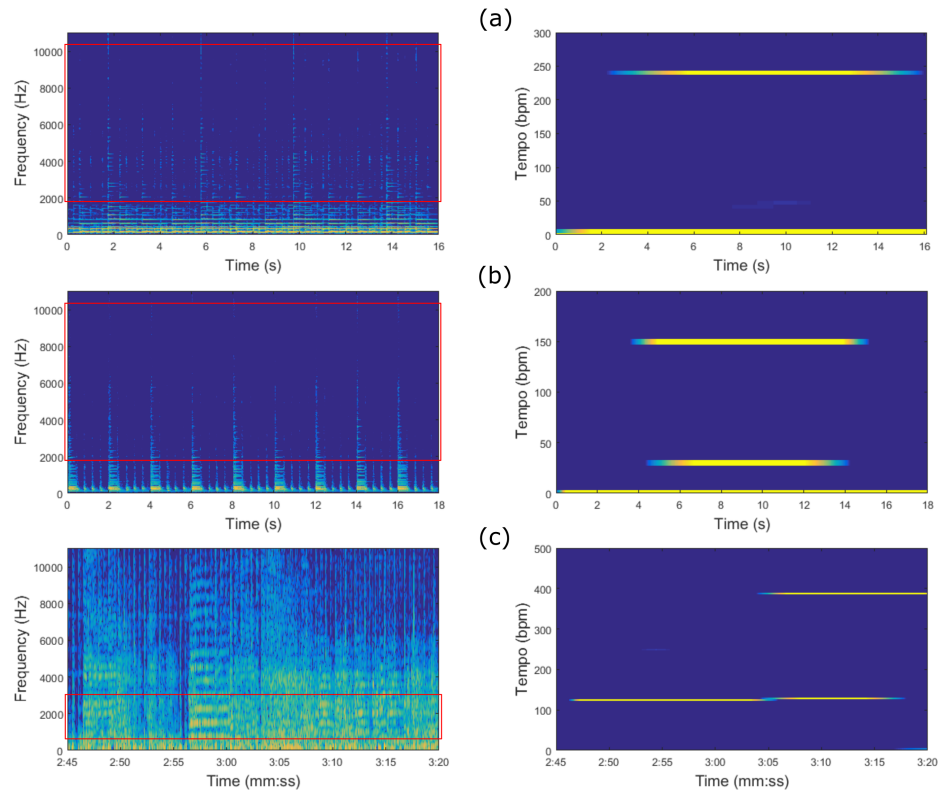 (a)
Frequency (Hz)
10000
8000
6000
4000
2000
0
0 2 4 6 8 10 12 14 16
Time (s)
Tempo (bpm)
300
250
200
150
100
50
0
0 2 4 6 8 10 12 14 16
Time (s)
(b)
Frequency (Hz)
10000
8000
6000
4000
2000
0
0 2 4 6 8 10 12 14 16 18
Time (s)
Tempo (bpm)
200
150
100
50
0
0 2 4 6 8 10 12 14 16 18
Time (s)
(c)
Frequency (Hz)
10000
8000
6000
4000
2000
0
2:45 2:50 2:55 3:00 3:05 3:10 3:15 3:20
Time (mm:ss)
Tempo (bpm)
500
400
300
200
100
0
2:45 2:50 2:55 3:00 3:05 3:10 3:15 3:20
Time (mm:ss)